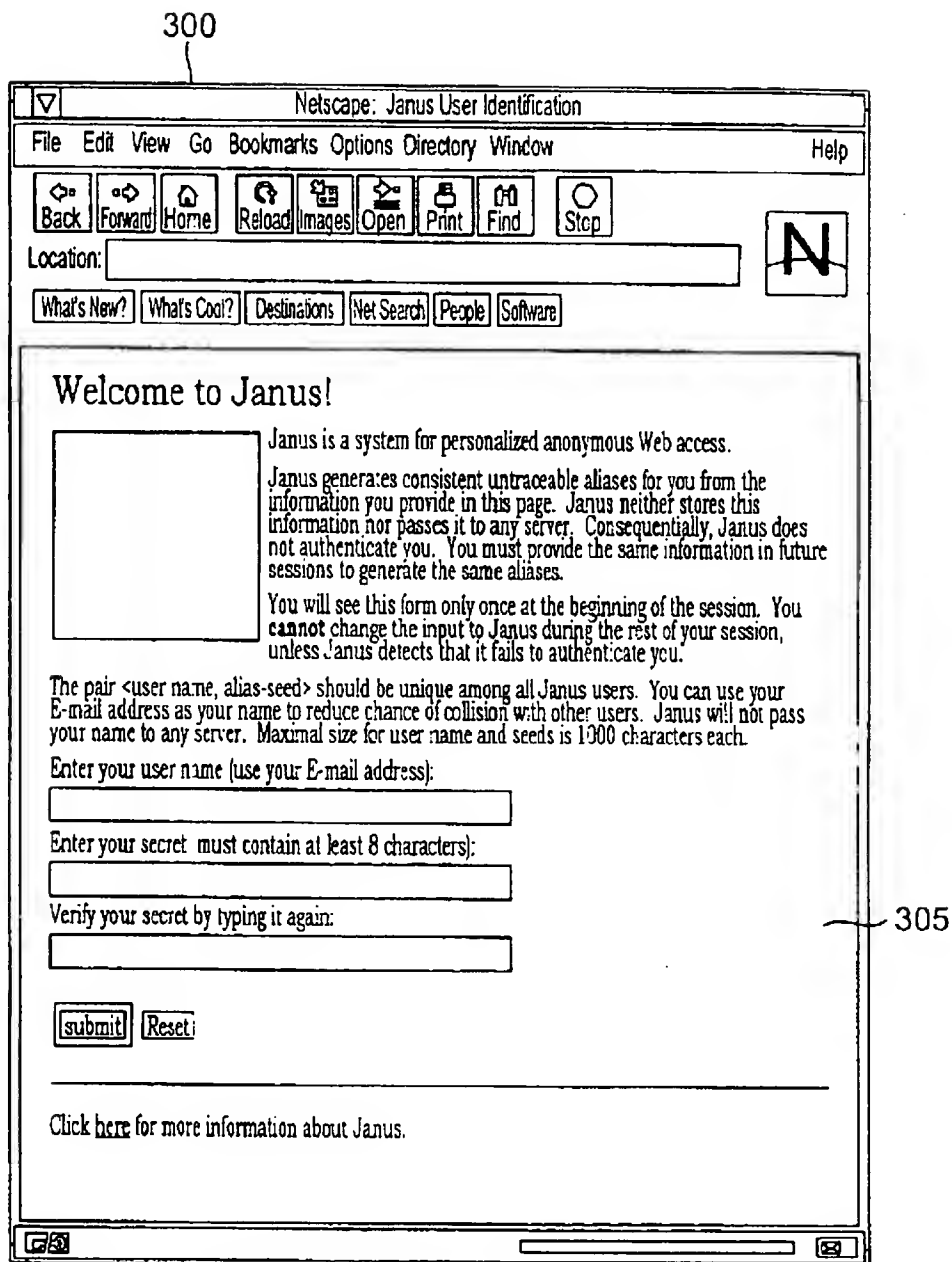 300
Netscape: Janus User Identification
File Edit View Go Bookmarks Options Directory Window Help
Back Forward Home Reload Images Open Print Find Stop
N
Location:
What's New? What's Cool? Destinations Net Search People Software
Welcome to Janus!
Janus is a system for personalized anonymous Web access.
Janus generates consistent untraceable aliases for you from the
information you provide in this page. Janus neither stores this
information nor passes it to any server. Consequentially, Janus does
not authenticate you. You must provide the same information in future
sessions to generate the same aliases.
You will see this form only once at the beginning of the session. You
cannot change the input to Janus during the rest of your session,
unless Janus detects that it fails to authenticate you.
The pair <user name, alias-seed> should be unique among all Janus users. You can use your
E-mail address as your name to reduce chance of collision with other users. Janus will not pass
your name to any server. Maximal size for user name and seeds is 1000 characters each.
Enter your user name (use your E-mail address):
Enter your secret must contain at least 8 characters):
Verify your secret by typing it again:
305
submit Reset
Click here for more information about Janus.